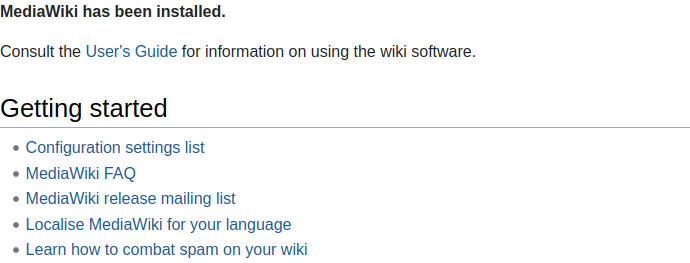 MediaWiki has been installed.
Consult the User's Guide for information on using the wiki software.
Getting started
Configuration settings list
MediaWiki FAQ
MediaWiki release mailing list
Localise MediaWiki for your language
Learn how to combat spam on your wiki